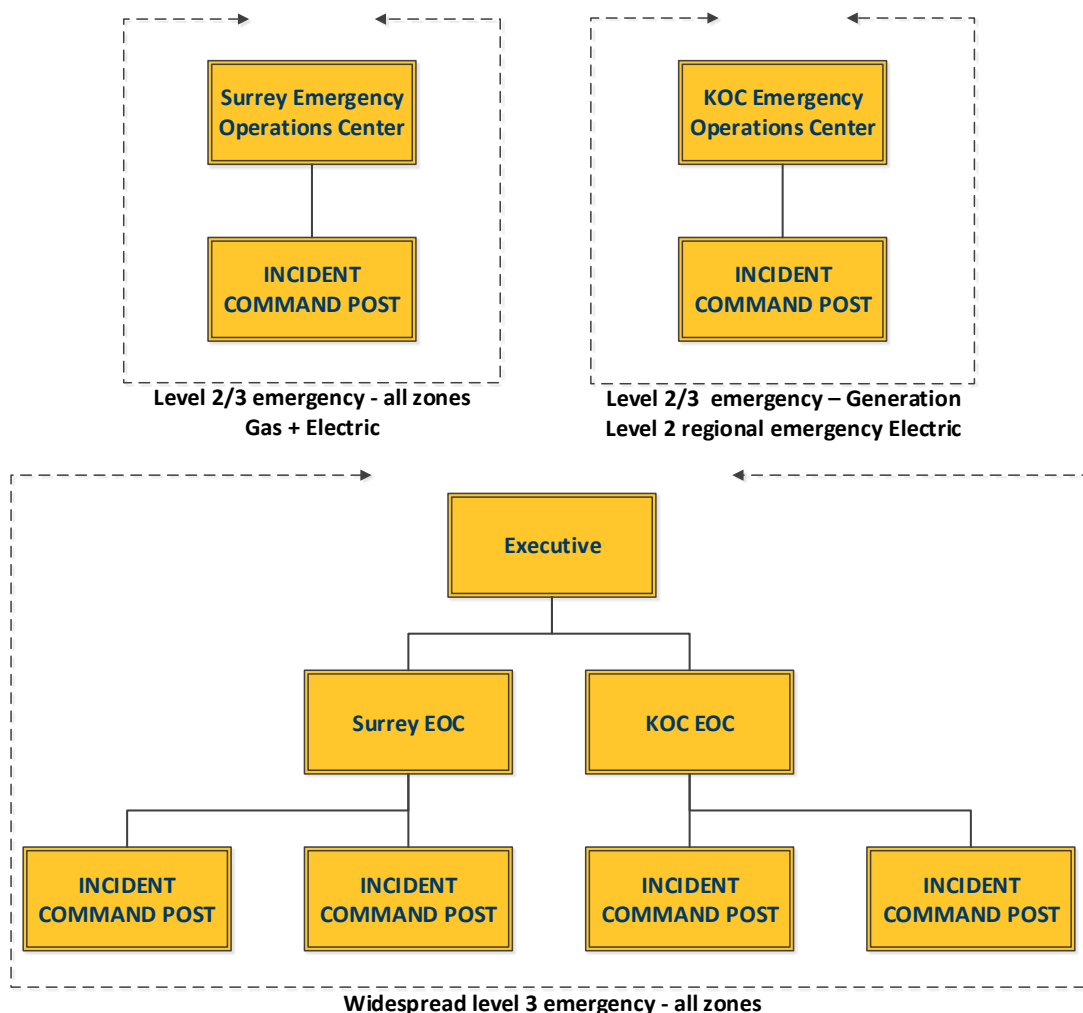 Surrey Emergency
Operations Center
INCIDENT
COMMAND POST
Level 2/3 emergency - all zones
Gas + Electric
KOC Emergency
Operations Center
INCIDENT
COMMAND POST
Level 2/3 emergency – Generation
Level 2 regional emergency Electric
Executive
Surrey EOC
KOC EOC
INCIDENT
COMMAND POST
INCIDENT
COMMAND POST
INCIDENT
COMMAND POST
INCIDENT
COMMAND POST
Widespread level 3 emergency - all zones